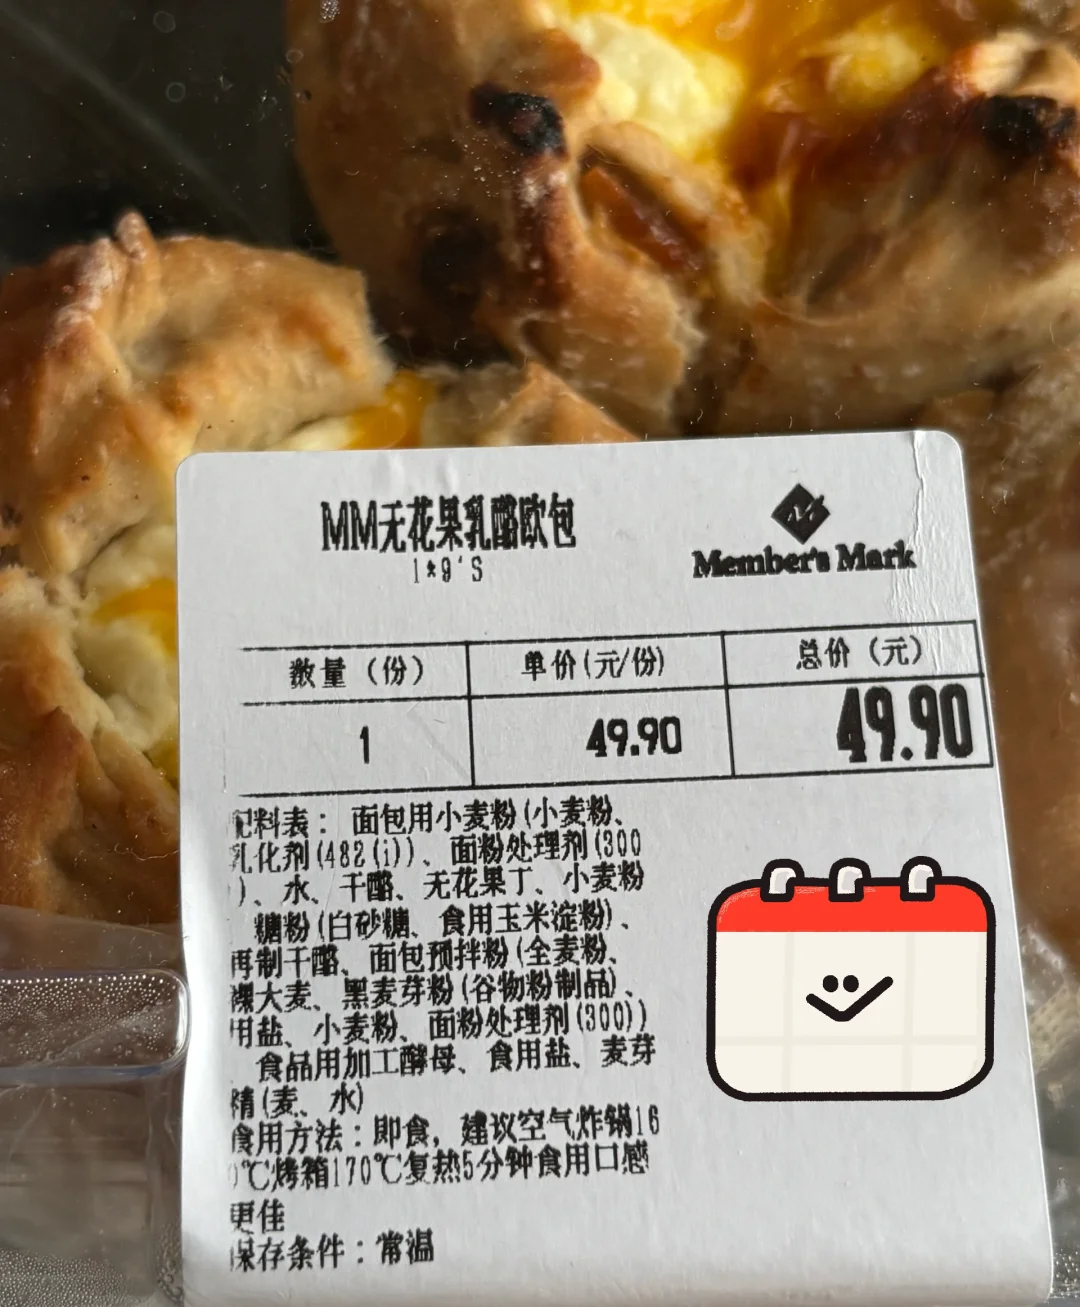 MM无花果乳酪欧包
1*9'S
Member's Mark
数量（份） 单价(元/份) 总价（元）
1 49.90 49.90
配料表：面包用小麦粉(小麦粉、
乳化剂(482(i))、面粉处理剂(300
)、水、干酪、无花果丁、小麦粉
糖粉(白砂糖、食用玉米淀粉)、
再制干酪、面包预拌粉(全麦粉、
裸大麦、黑麦芽粉(谷物粉制品)、
用盐、小麦粉、面粉处理剂(300))
食品用加工酵母、食用盐、麦芽
精(麦、水)
食用方法：即食，建议空气炸锅16
0℃烤箱170℃复热5分钟食用口感
更佳
保存条件：常温